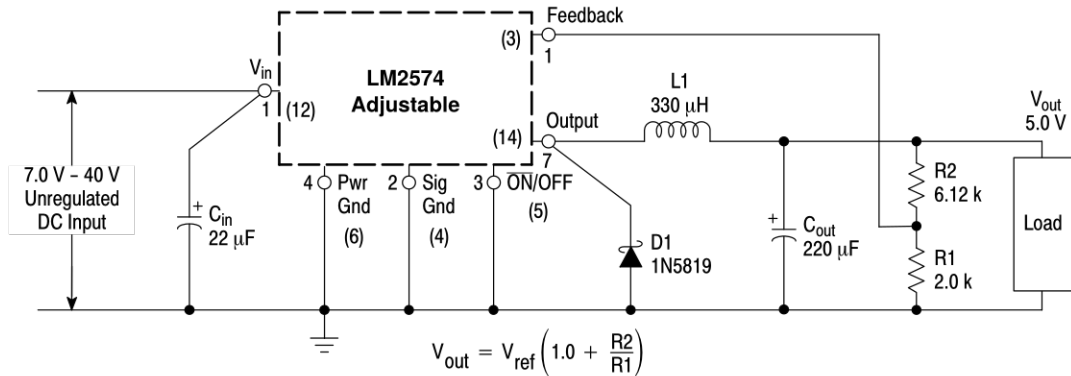 Feedback
(3)
1
V_in
1
(12)
LM2574
Adjustable
L1
330 μH
V_out
5.0 V
Output
(14)
7
7.0 V – 40 V
Unregulated
DC Input
+
C_in
22 μF
4 Pwr
Gnd
(6)
2 Sig
Gnd
(4)
3 O̅N̅/OFF
(5)
D1
1N5819
+
C_out
220 μF
R2
6.12 k
R1
2.0 k
Load
V_out = V_ref (1.0 + R2/R1)